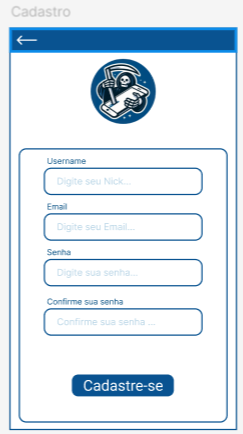 Cadastro
Username
Digite seu Nick...
Email
Digite seu Email...
Senha
Digite sua senha...
Confirme sua senha
Confirme sua senha ...
Cadastre-se